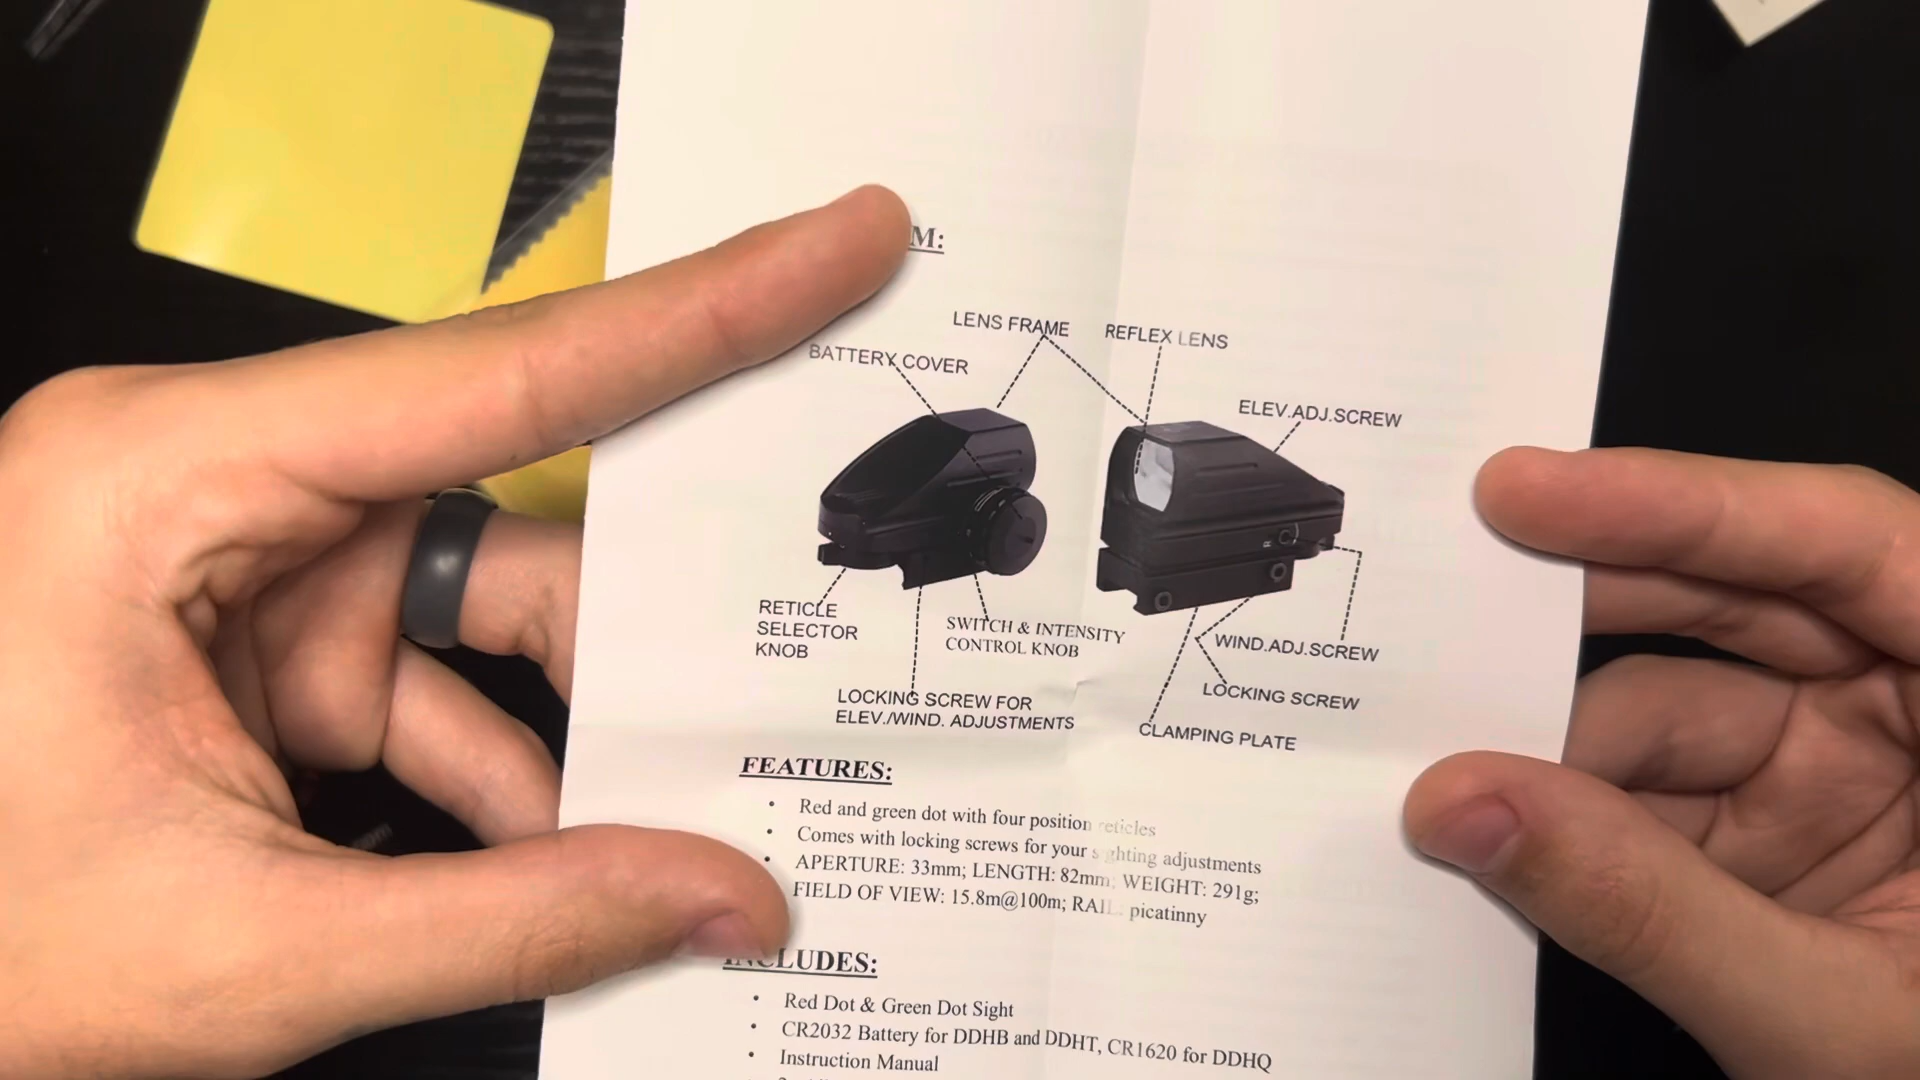 M:
LENS FRAME
REFLEX LENS
BATTERY COVER
ELEV.ADJ.SCREW
RETICLE
SELECTOR
KNOB
SWITCH & INTENSITY
CONTROL KNOB
WIND.ADJ.SCREW
LOCKING SCREW FOR
ELEV./WIND. ADJUSTMENTS
LOCKING SCREW
CLAMPING PLATE
FEATURES:
• Red and green dot with four position reticles
• Comes with locking screws for your sighting adjustments
• APERTURE: 33mm; LENGTH: 82mm; WEIGHT: 291g;
FIELD OF VIEW: 15.8m@100m; RAIL: picatinny
INCLUDES:
• Red Dot & Green Dot Sight
• CR2032 Battery for DDHB and DDHT, CR1620 for DDHQ
• Instruction Manual